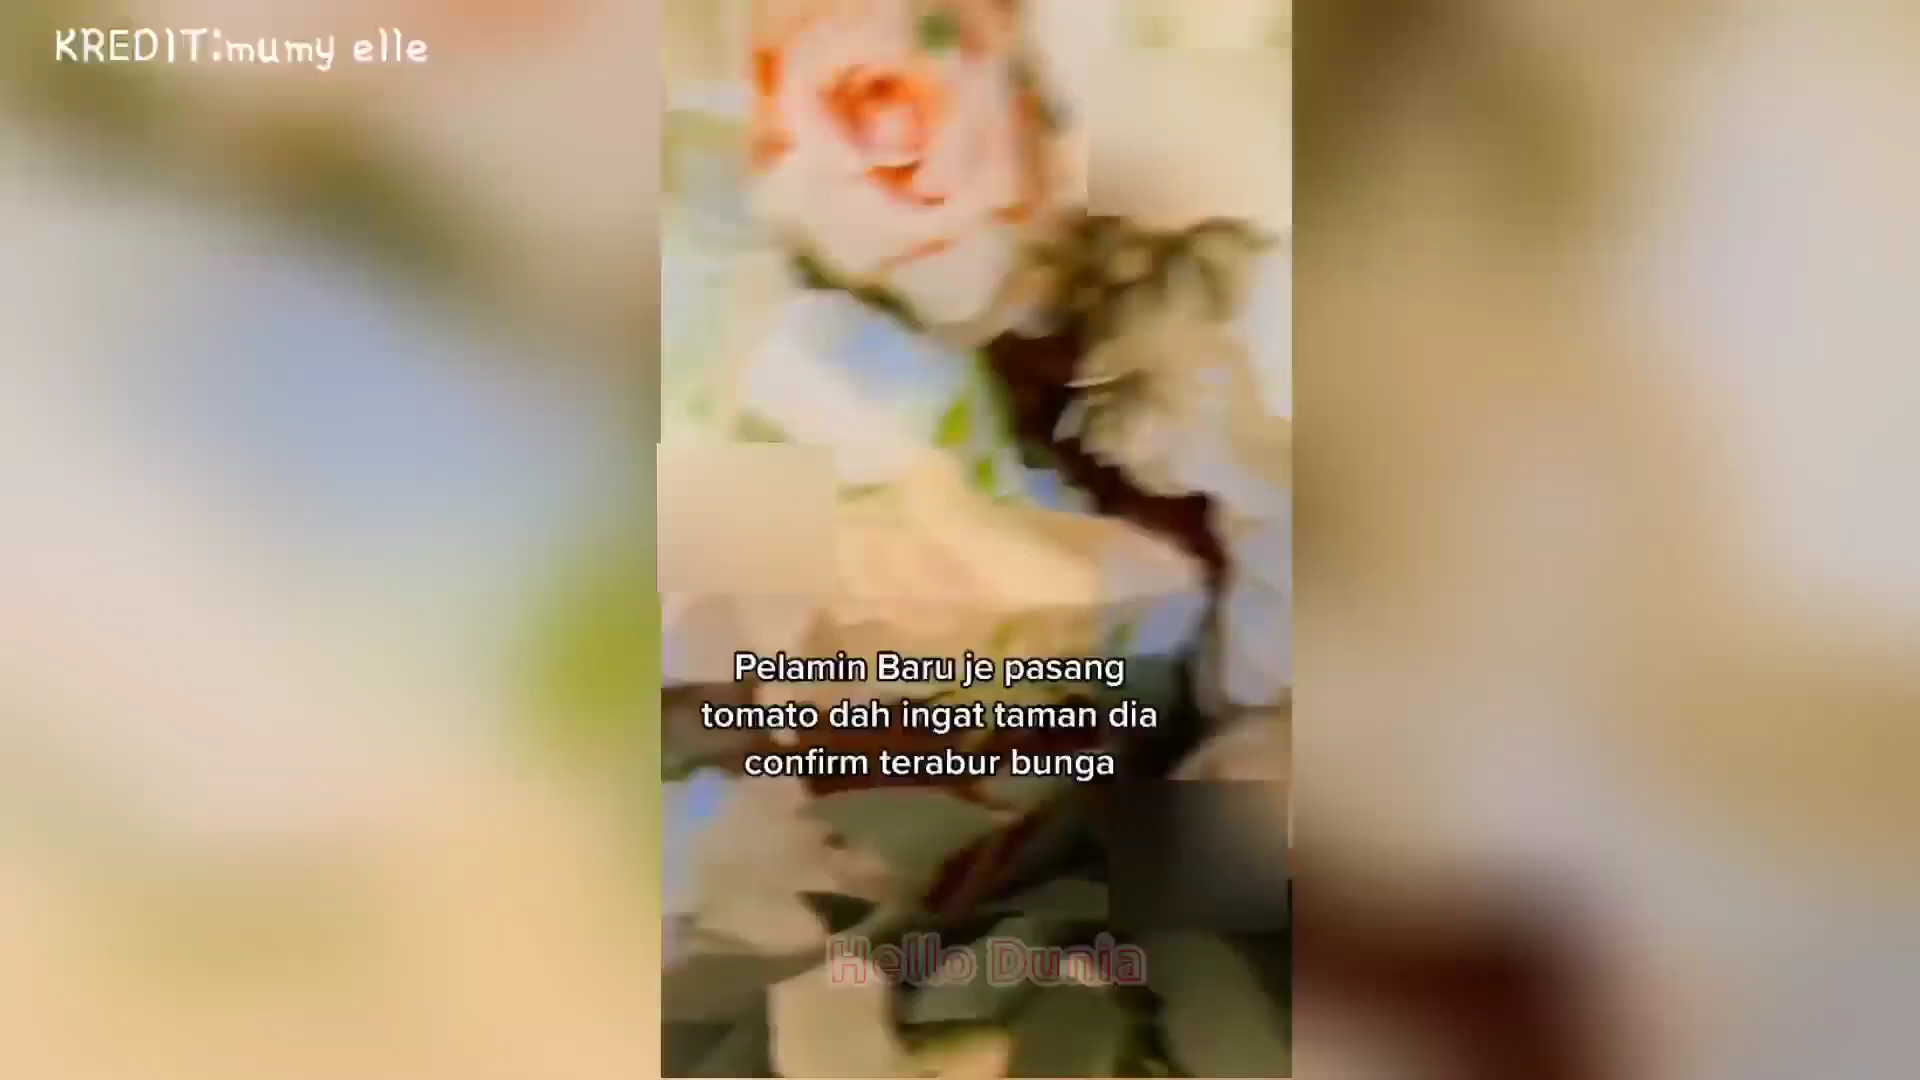 KREDIT:mumy elle
Pelamin Baru je pasang
tomato dah ingat taman dia
confirm terabur bunga
Hello Dunia